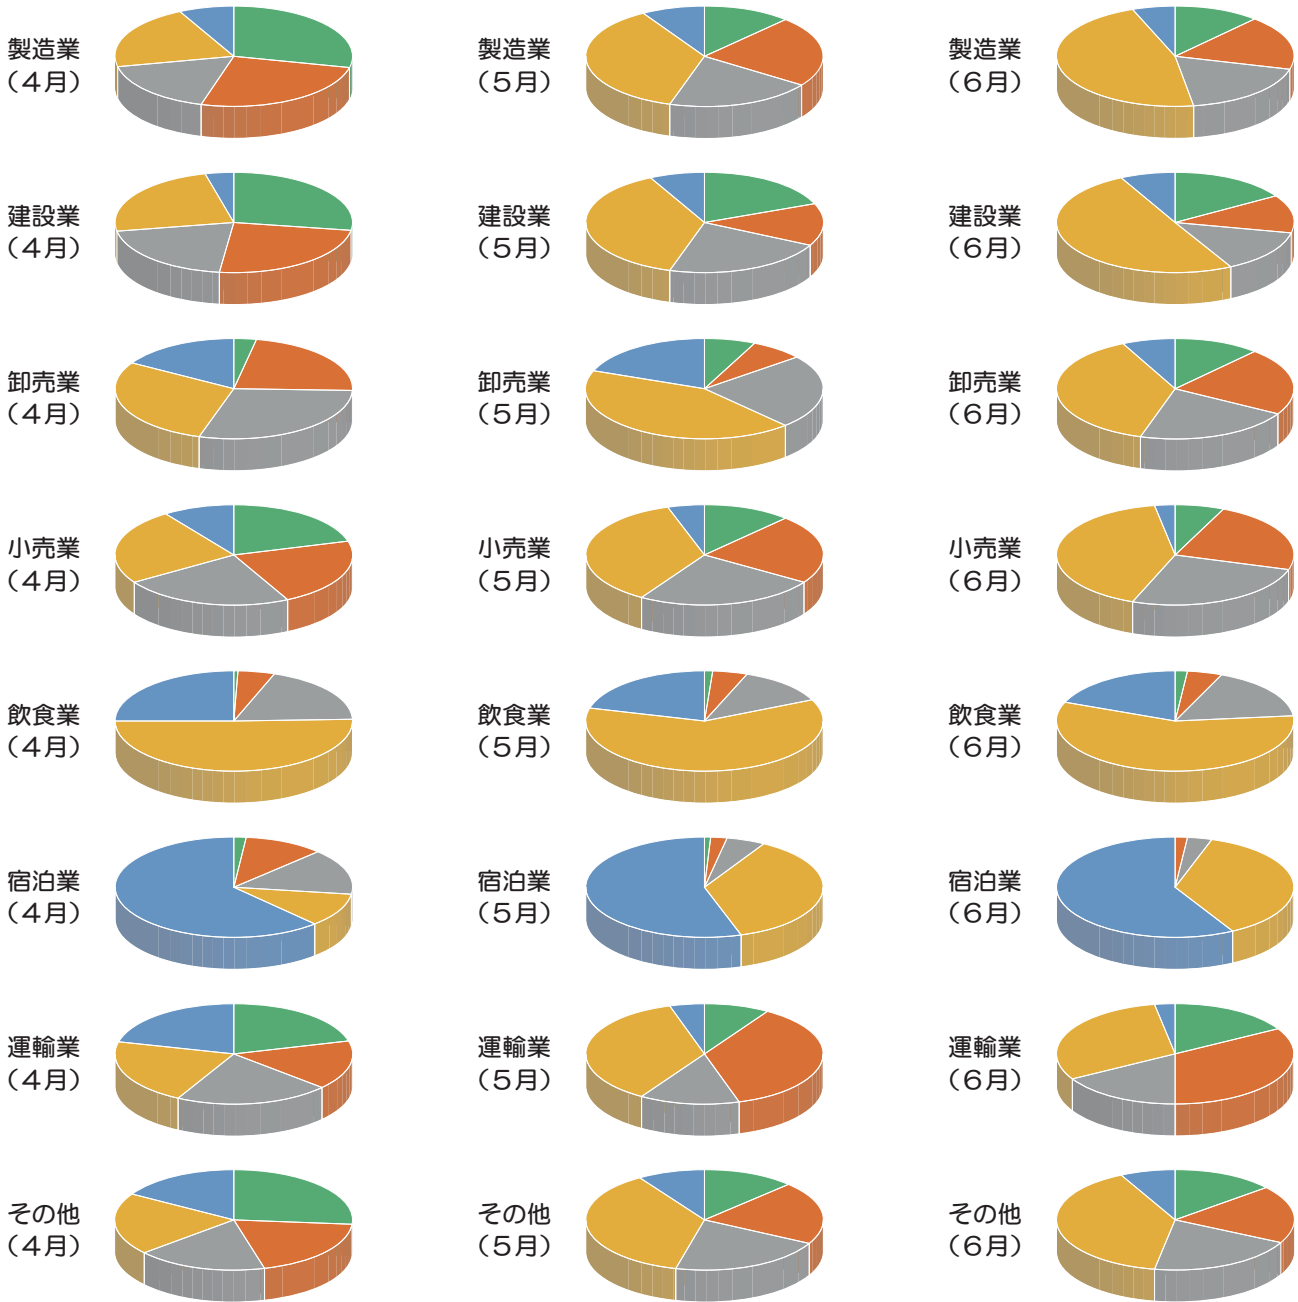 製造業
（４月）
製造業
（５月）
製造業
（６月）
建設業
（４月）
建設業
（５月）
建設業
（６月）
卸売業
（４月）
卸売業
（５月）
卸売業
（６月）
小売業
（４月）
小売業
（５月）
小売業
（６月）
飲食業
（４月）
飲食業
（５月）
飲食業
（６月）
宿泊業
（４月）
宿泊業
（５月）
宿泊業
（６月）
運輸業
（４月）
運輸業
（５月）
運輸業
（６月）
その他
（４月）
その他
（５月）
その他
（６月）